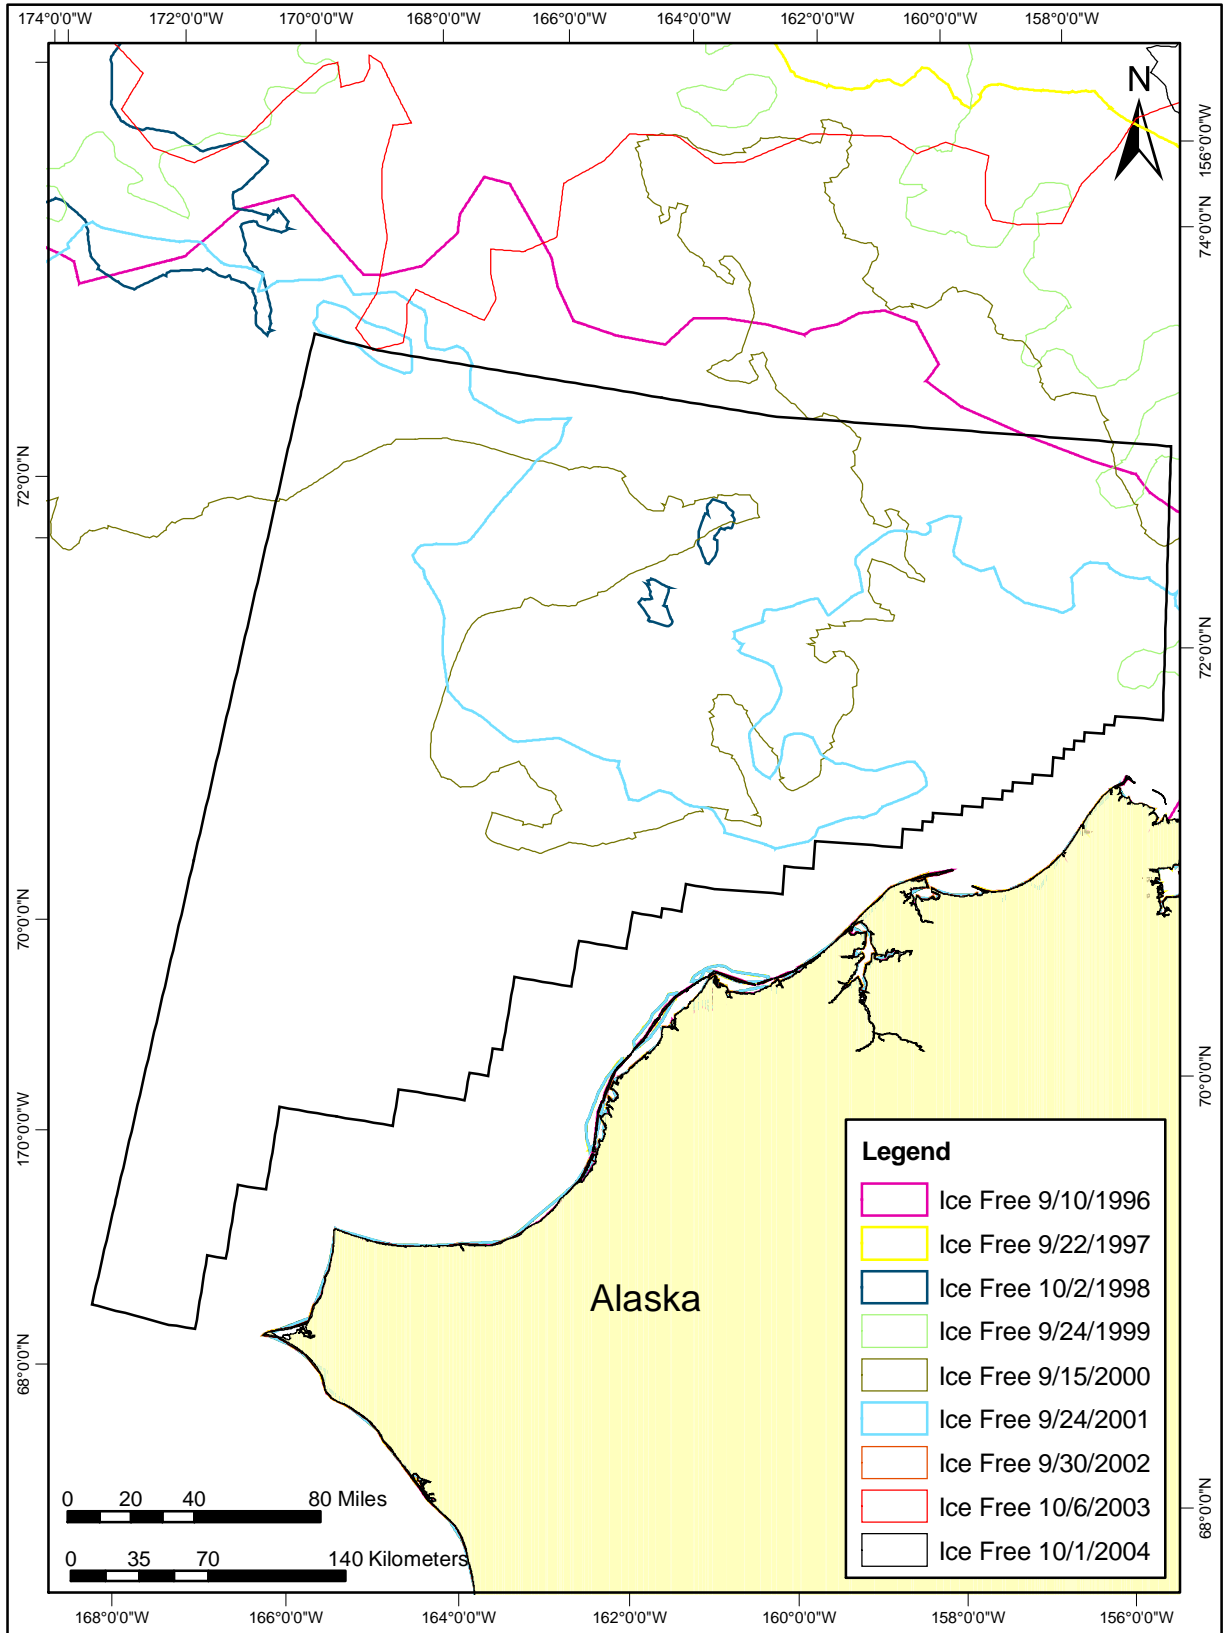 174°0'0"W 172°0'0"W 170°0'0"W 168°0'0"W 166°0'0"W 164°0'0"W 162°0'0"W 160°0'0"W 158°0'0"W
N
156°0'0"W
74°0'0"N
72°0'0"N
72°0'0"N
70°0'0"N
70°0'0"N
170°0'0"W
68°0'0"N
68°0'0"N
Alaska
Legend
Ice Free 9/10/1996
Ice Free 9/22/1997
Ice Free 10/2/1998
Ice Free 9/24/1999
Ice Free 9/15/2000
Ice Free 9/24/2001
Ice Free 9/30/2002
Ice Free 10/6/2003
Ice Free 10/1/2004
0 20 40 80 Miles
0 35 70 140 Kilometers
168°0'0"W 166°0'0"W 164°0'0"W 162°0'0"W 160°0'0"W 158°0'0"W 156°0'0"W